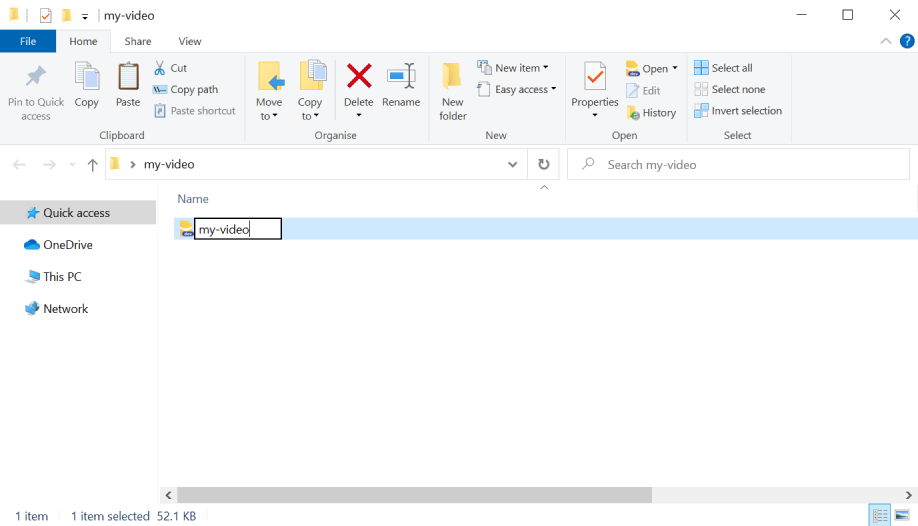 my-video
File Home Share View
Pin to Quick access
Copy
Paste
Cut
Copy path
Paste shortcut
Clipboard
Move to
Copy to
Delete
Rename
Organise
New folder
New item
Easy access
New
Properties
Open
Edit
History
Open
Select all
Select none
Invert selection
Select
my-video
Search my-video
Quick access
OneDrive
This PC
Network
Name
my-video
1 item 1 item selected 52.1 KB